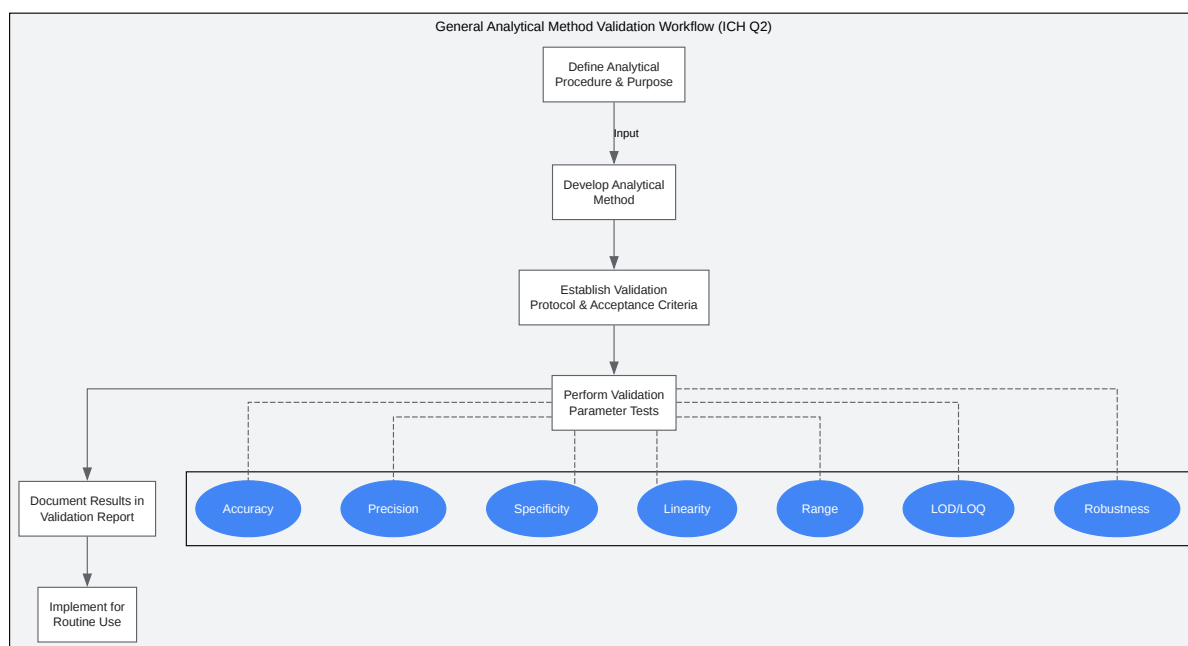 General Analytical Method Validation Workflow (ICH Q2)
Define Analytical
Procedure & Purpose
Input
Develop Analytical
Method
Establish Validation
Protocol & Acceptance Criteria
Perform Validation
Parameter Tests
Document Results in
Validation Report
Accuracy
Precision
Specificity
Linearity
Range
LOD/LOQ
Robustness
Implement for
Routine Use